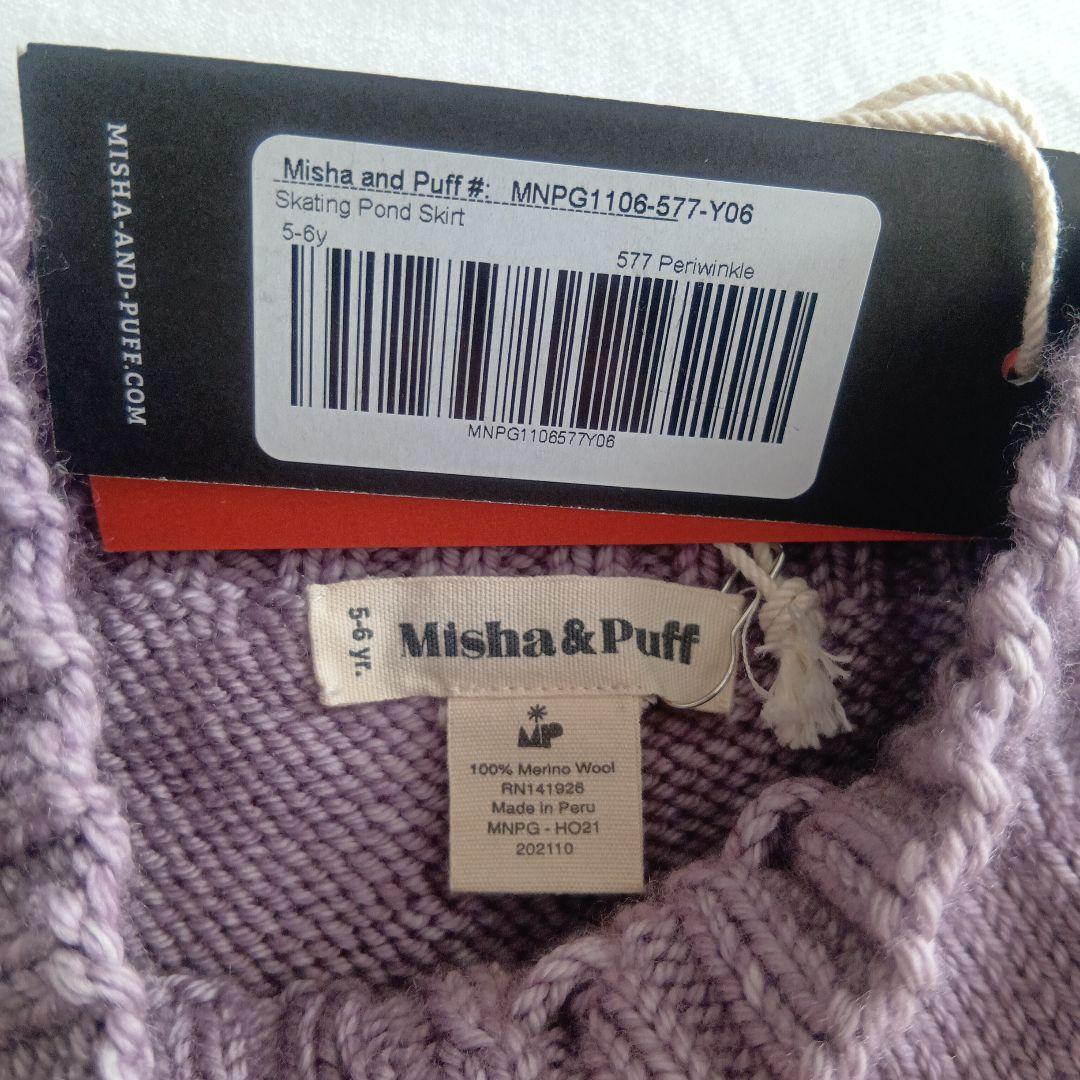 MISHA-AND-PUFF.COM
Misha and Puff #: MNPG1106-577-Y06
Skating Pond Skirt
5-6y
577 Periwinkle
MNPG1106577Y06
5-6 yr.
Misha&Puff
MP
100% Merino Wool
RN141926
Made in Peru
MNPG - HO21
202110